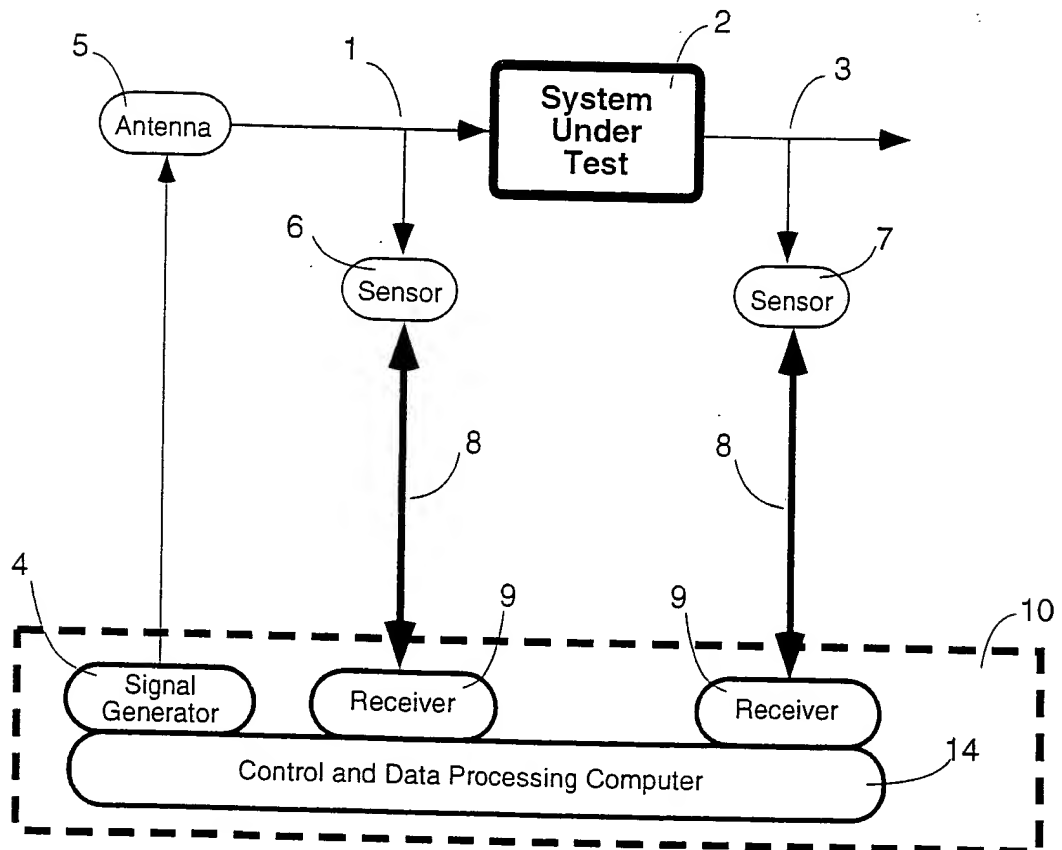 1
2
3
5
Antenna
System
Under
Test
6
Sensor
7
Sensor
8
8
4
9
9
10
Signal
Generator
Receiver
Receiver
14
Control and Data Processing Computer